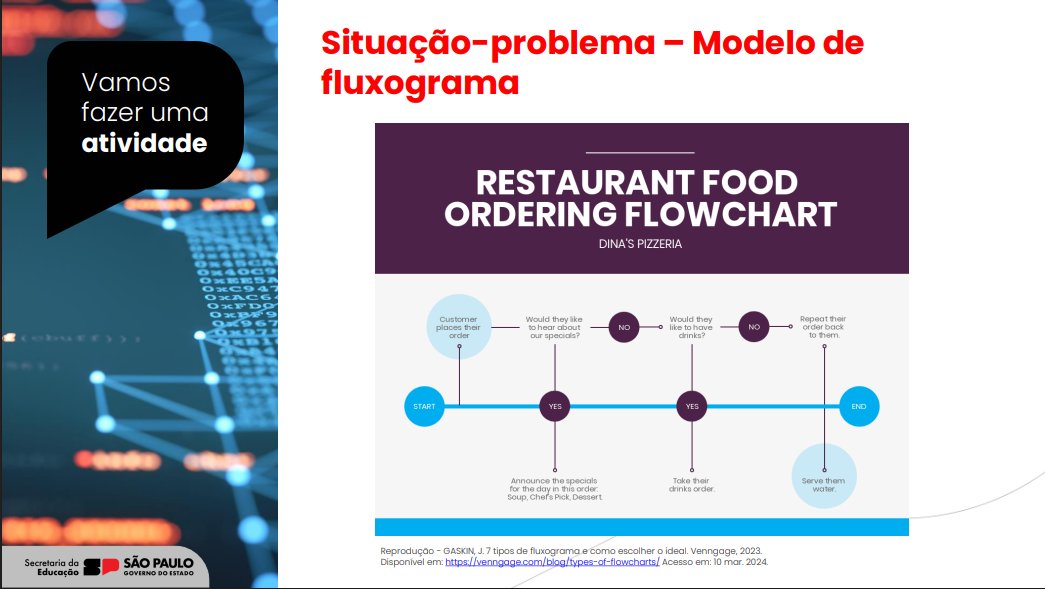 Vamos
fazer uma
atividade
Situação-problema – Modelo de
fluxograma
RESTAURANT FOOD
ORDERING FLOWCHART
DINA'S PIZZERIA
Customer
places their
order
Would they like
to hear about
our specials?
NO
Would they
like to have
drinks?
NO
Repeat their
order back
to them.
START
YES
YES
END
Announce the specials
for the day in this order:
Soup, Chef's Pick, Dessert.
Take their
drinks order.
Serve them
water.
Reprodução - GASKIN, J. 7 tipos de fluxograma e como escolher o ideal. Venngage, 2023.
Disponível em: https://venngage.com/blog/types-of-flowcharts/ Acesso em: 10 mar. 2024.
Secretaria da
Educação
SÃO PAULO
GOVERNO DO ESTADO